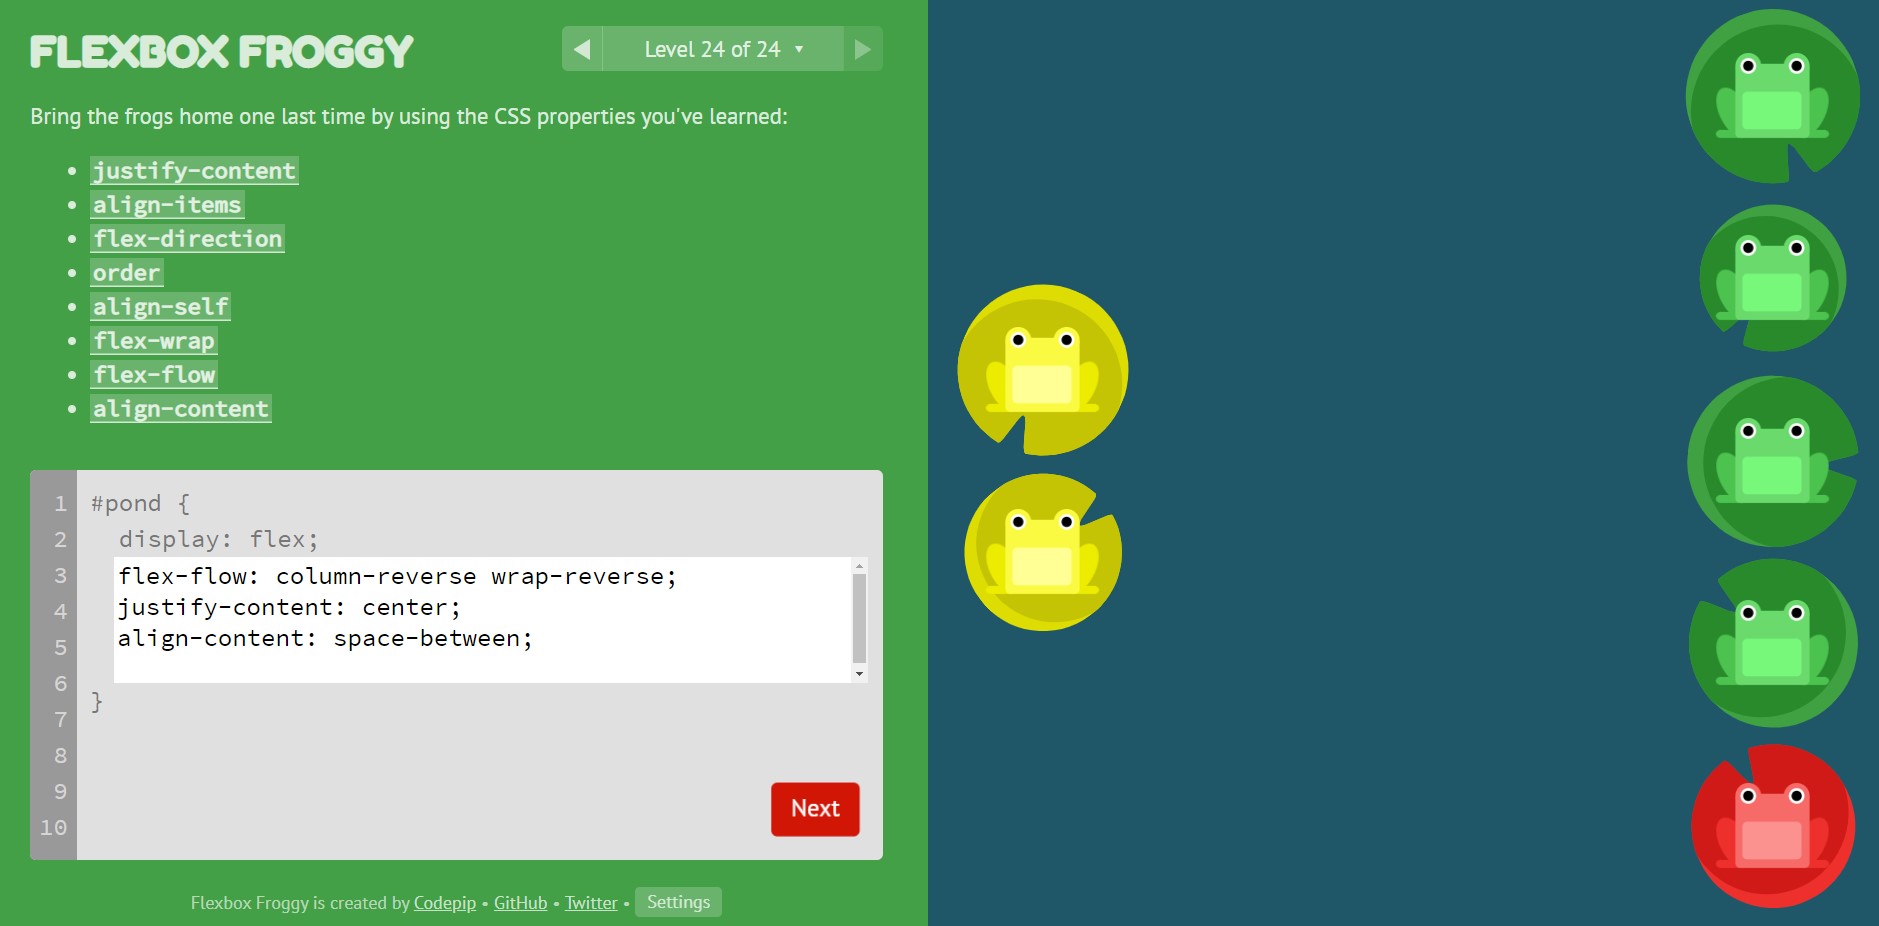 FLEXBOX FROGGY
Level 24 of 24
Bring the frogs home one last time by using the CSS properties you've learned:
justify-content
align-items
flex-direction
order
align-self
flex-wrap
flex-flow
align-content
1 #pond {
2 display: flex;
3 flex-flow: column-reverse wrap-reverse;
4 justify-content: center;
5 align-content: space-between;
6
7 }
8
9
10
Next
Flexbox Froggy is created by Codepip • GitHub • Twitter • Settings